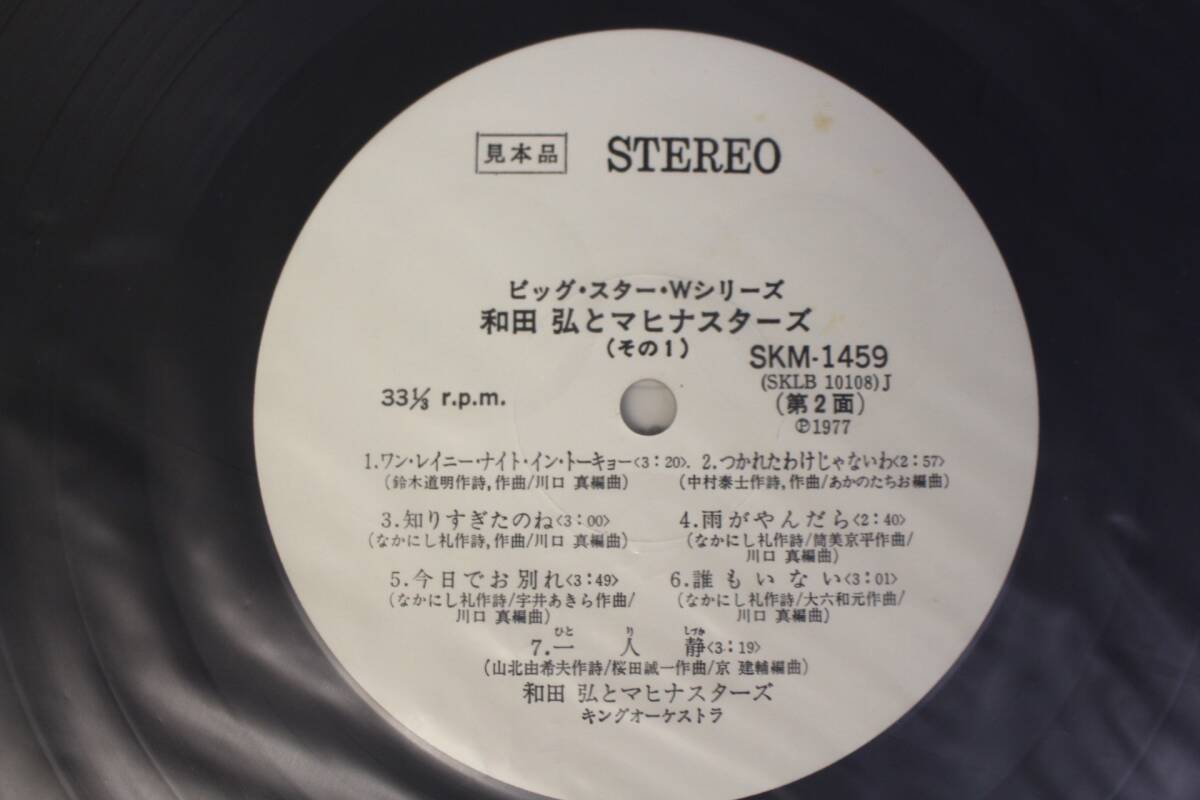 見本品 STEREO
ビッグ・スター・Wシリーズ
和田 弘とマヒナスターズ
(その1)
SKM-1459
(SKLB 10108) J
33⅓ r.p.m.
(第2面)
Ⓟ1977
1.ワン・レイニー・ナイト・イン・トーキョー<3:20>. 2.つかれたわけじゃないわ<2:57>
(鈴木道明作詩,作曲/川口 真編曲) (中村泰士作詩,作曲/あかのたちお編曲)
3.知りすぎたのね<3:00> 4.雨がやんだら<2:40>
(なかにし礼作詩,作曲/川口 真編曲) (なかにし礼作詩/筒美京平作曲/
川口 真編曲)
5.今日でお別れ<3:49> 6.誰もいない<3:01>
(なかにし礼作詩/宇井あきら作曲/ (なかにし礼作詩/大六和元作曲/
川口 真編曲) 川口 真編曲)
ひと り しづか
7.一人静<3:19>
(山北由希夫作詩/桜田誠一作曲/京 建輔編曲)
和田 弘とマヒナスターズ
キングオーケストラ